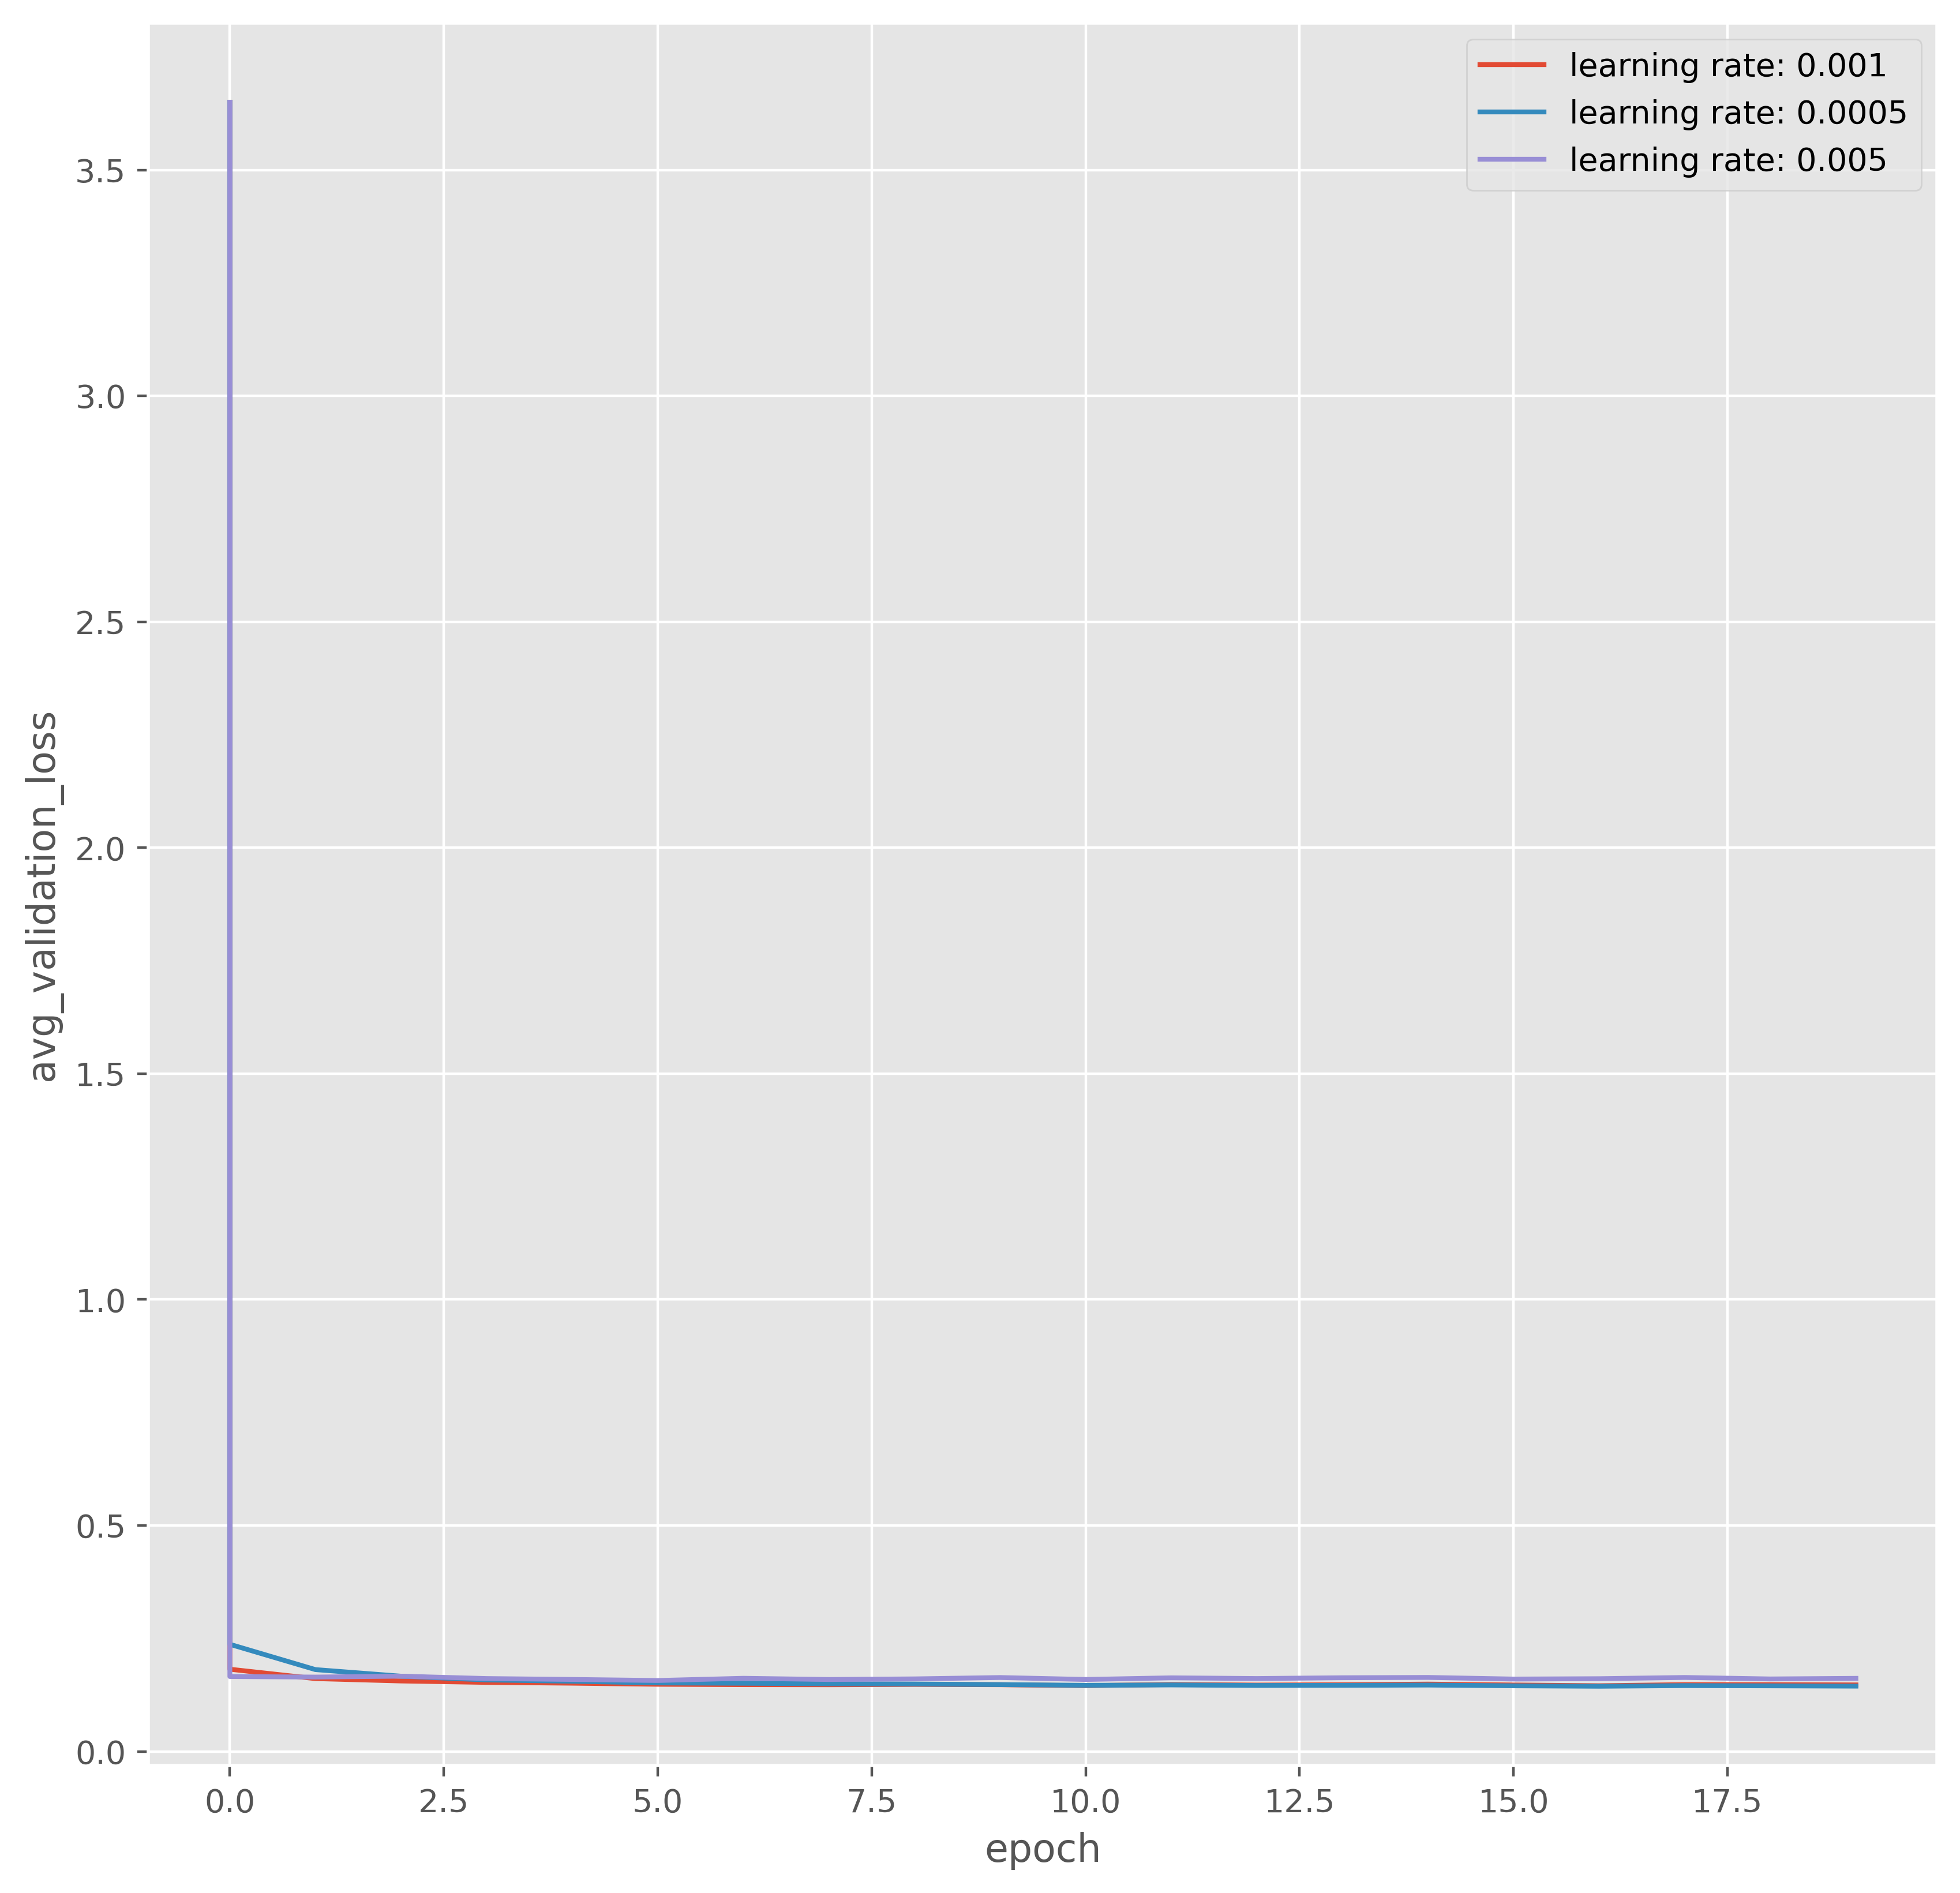 learning rate: 0.001
learning rate: 0.0005
learning rate: 0.005
avg_validation_loss
3.5
3.0
2.5
2.0
1.5
1.0
0.5
0.0
0.0 2.5 5.0 7.5 10.0 12.5 15.0 17.5
epoch